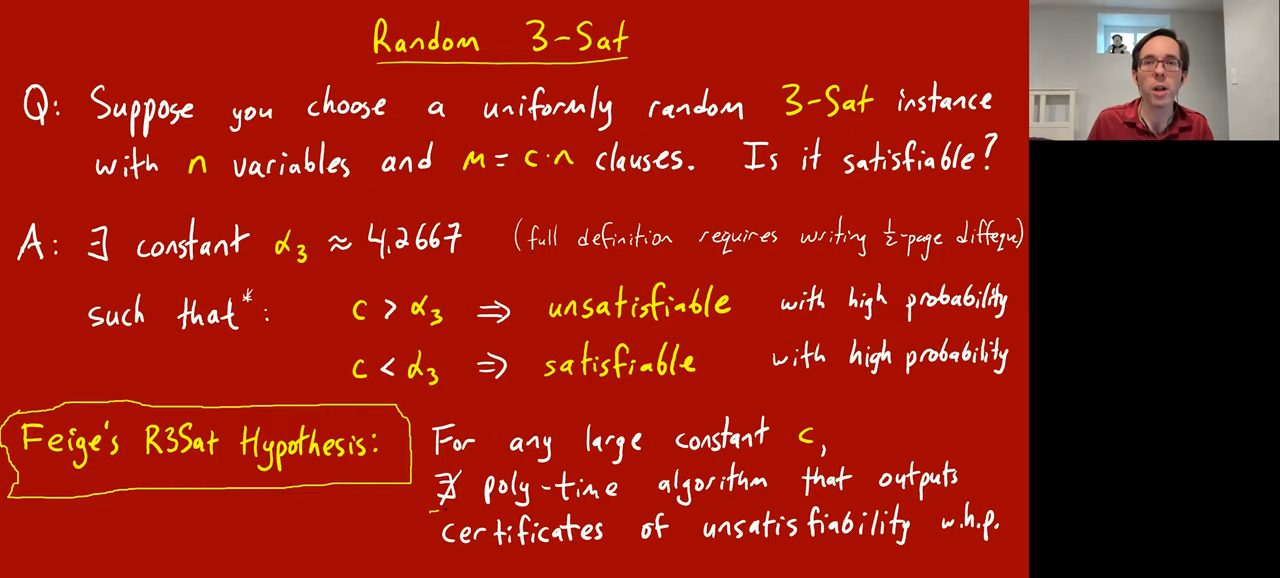 Random 3-Sat
Q: Suppose you choose a uniformly random 3-Sat instance
with n variables and m = c·n clauses. Is it satisfiable?
A: ∃ constant α₃ ≈ 4.2667 (full definition requires writing ½-page diffequ)
such that*: c > α₃ ⇒ unsatisfiable with high probability
c < α₃ ⇒ satisfiable with high probability
Feige's R3Sat Hypothesis: For any large constant c,
∄ poly-time algorithm that outputs
certificates of unsatisfiability w.h.p.